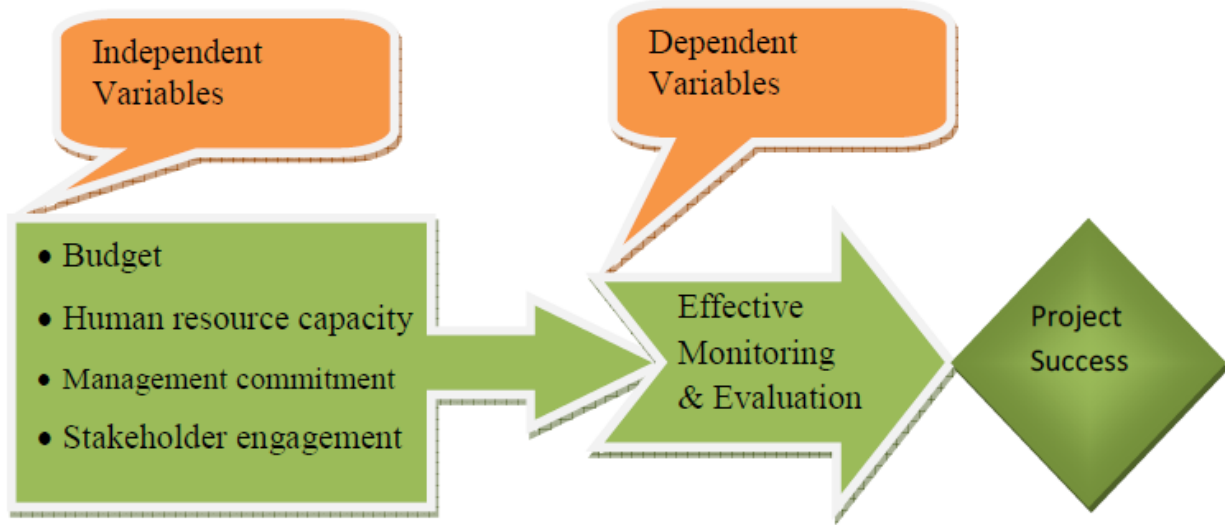 Independent
Variables
Dependent
Variables
• Budget
• Human resource capacity
• Management commitment
• Stakeholder engagement
Effective
Monitoring
& Evaluation
Project
Success